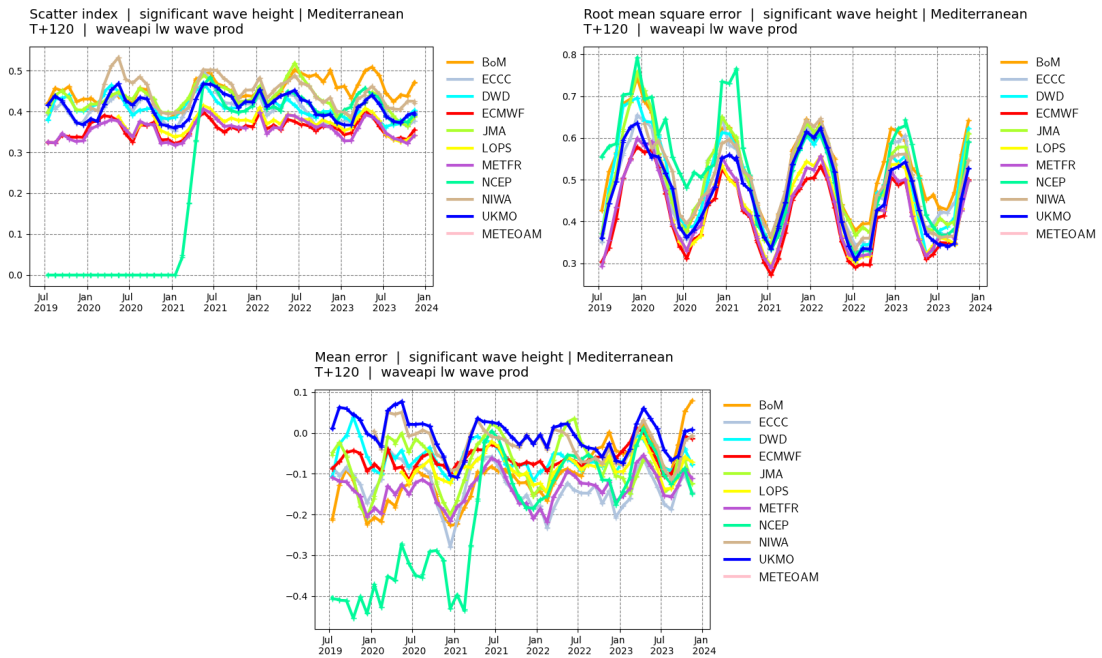 Scatter index | significant wave height | Mediterranean
T+120 | waveapi lw wave prod
0.5
0.4
0.3
0.2
0.1
0.0
Jul 2019
Jan 2020
Jul 2020
Jan 2021
Jul 2021
Jan 2022
Jul 2022
Jan 2023
Jul 2023
Jan 2024
BoM
ECCC
DWD
ECMWF
JMA
LOPS
METFR
NCEP
NIWA
UKMO
METEOAM
Root mean square error | significant wave height | Mediterranean
T+120 | waveapi lw wave prod
0.8
0.7
0.6
0.5
0.4
0.3
Jul 2019
Jan 2020
Jul 2020
Jan 2021
Jul 2021
Jan 2022
Jul 2022
Jan 2023
Jul 2023
Jan 2024
BoM
ECCC
DWD
ECMWF
JMA
LOPS
METFR
NCEP
NIWA
UKMO
METEOAM
Mean error | significant wave height | Mediterranean
T+120 | waveapi lw wave prod
0.1
0.0
−0.1
−0.2
−0.3
−0.4
Jul 2019
Jan 2020
Jul 2020
Jan 2021
Jul 2021
Jan 2022
Jul 2022
Jan 2023
Jul 2023
Jan 2024
BoM
ECCC
DWD
ECMWF
JMA
LOPS
METFR
NCEP
NIWA
UKMO
METEOAM